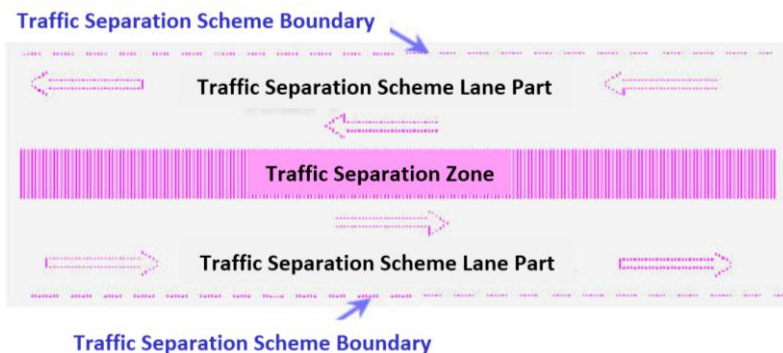 Traffic Separation Scheme Boundary
Traffic Separation Scheme Lane Part
Traffic Separation Zone
Traffic Separation Scheme Lane Part
Traffic Separation Scheme Boundary